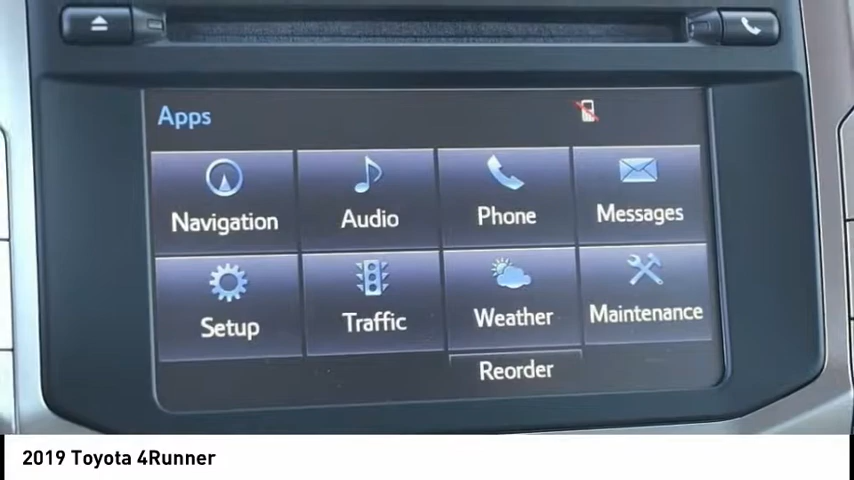 Apps
Navigation Audio Phone Messages
Setup Traffic Weather Maintenance
Reorder
2019 Toyota 4Runner